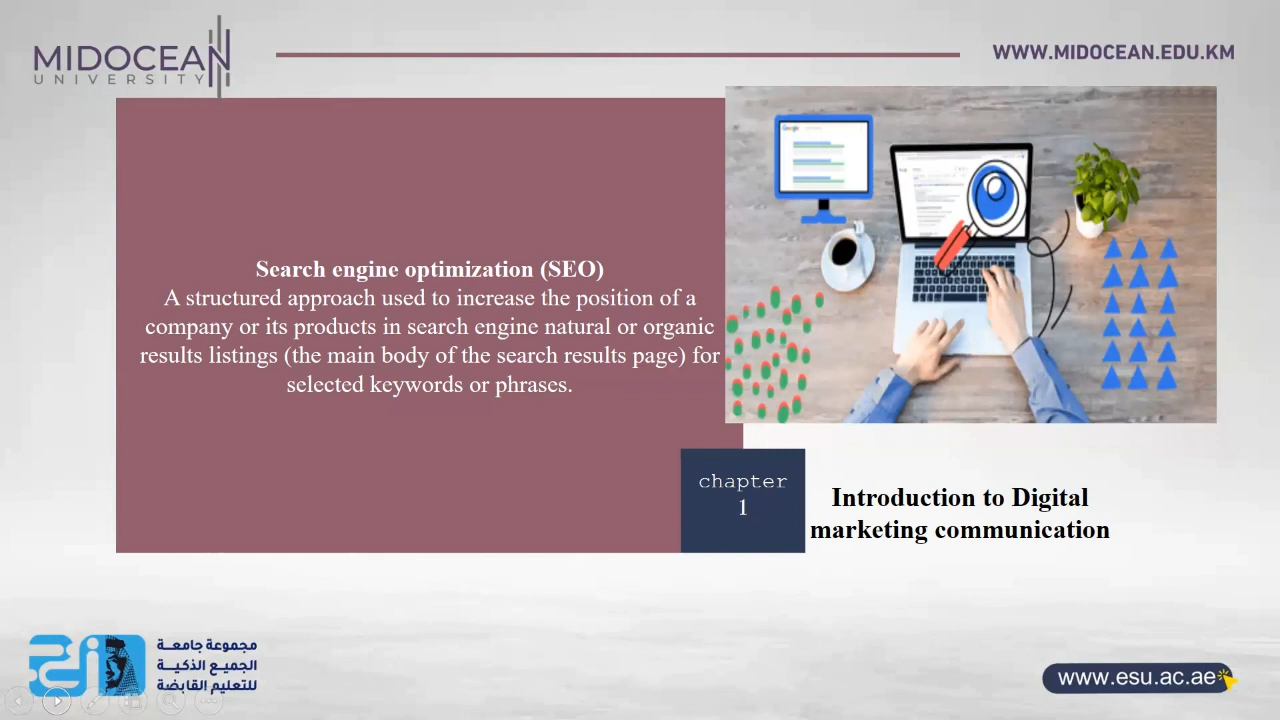 MIDOCEAN
UNIVERSITY
WWW.MIDOCEAN.EDU.KM
Google
Search engine optimization (SEO)
A structured approach used to increase the position of a
company or its products in search engine natural or organic
results listings (the main body of the search results page) for
selected keywords or phrases.
chapter
1
Introduction to Digital
marketing communication
مجموعة جامعة
الجميع الذكية
للتعليم القابضة
www.esu.ac.ae